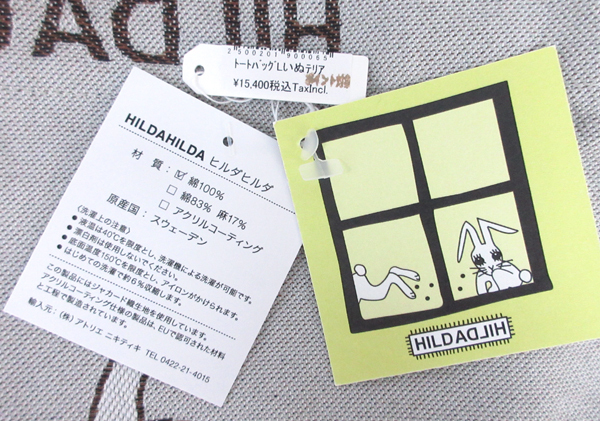 HILDAH
2500201900065
トートバッグLいぬテリア
¥15,400税込TaxIncl.
ポイント対象
HILDAHILDA ヒルダヒルダ
材 質：☑ 綿100%
□ 綿83% 麻17%
□ アクリルコーティング
原産国：スウェーデン
〈洗濯上の注意〉
● 液温は40℃を限度とし、洗濯機による洗濯が可能です。
● 漂白剤は使用しないでください。
● 底面温度150℃を限度とし、アイロンがかけられます。
● はじめての洗濯で約6%収縮します。
この製品にはジャカード織生地を使用しています。
アクリルコーティング仕様の製品は、EUで認可された材料
と工程で製造されています。
輸入元：(株) アトリエ ニキティキ TEL 0422-21-4015
HILDADLIH